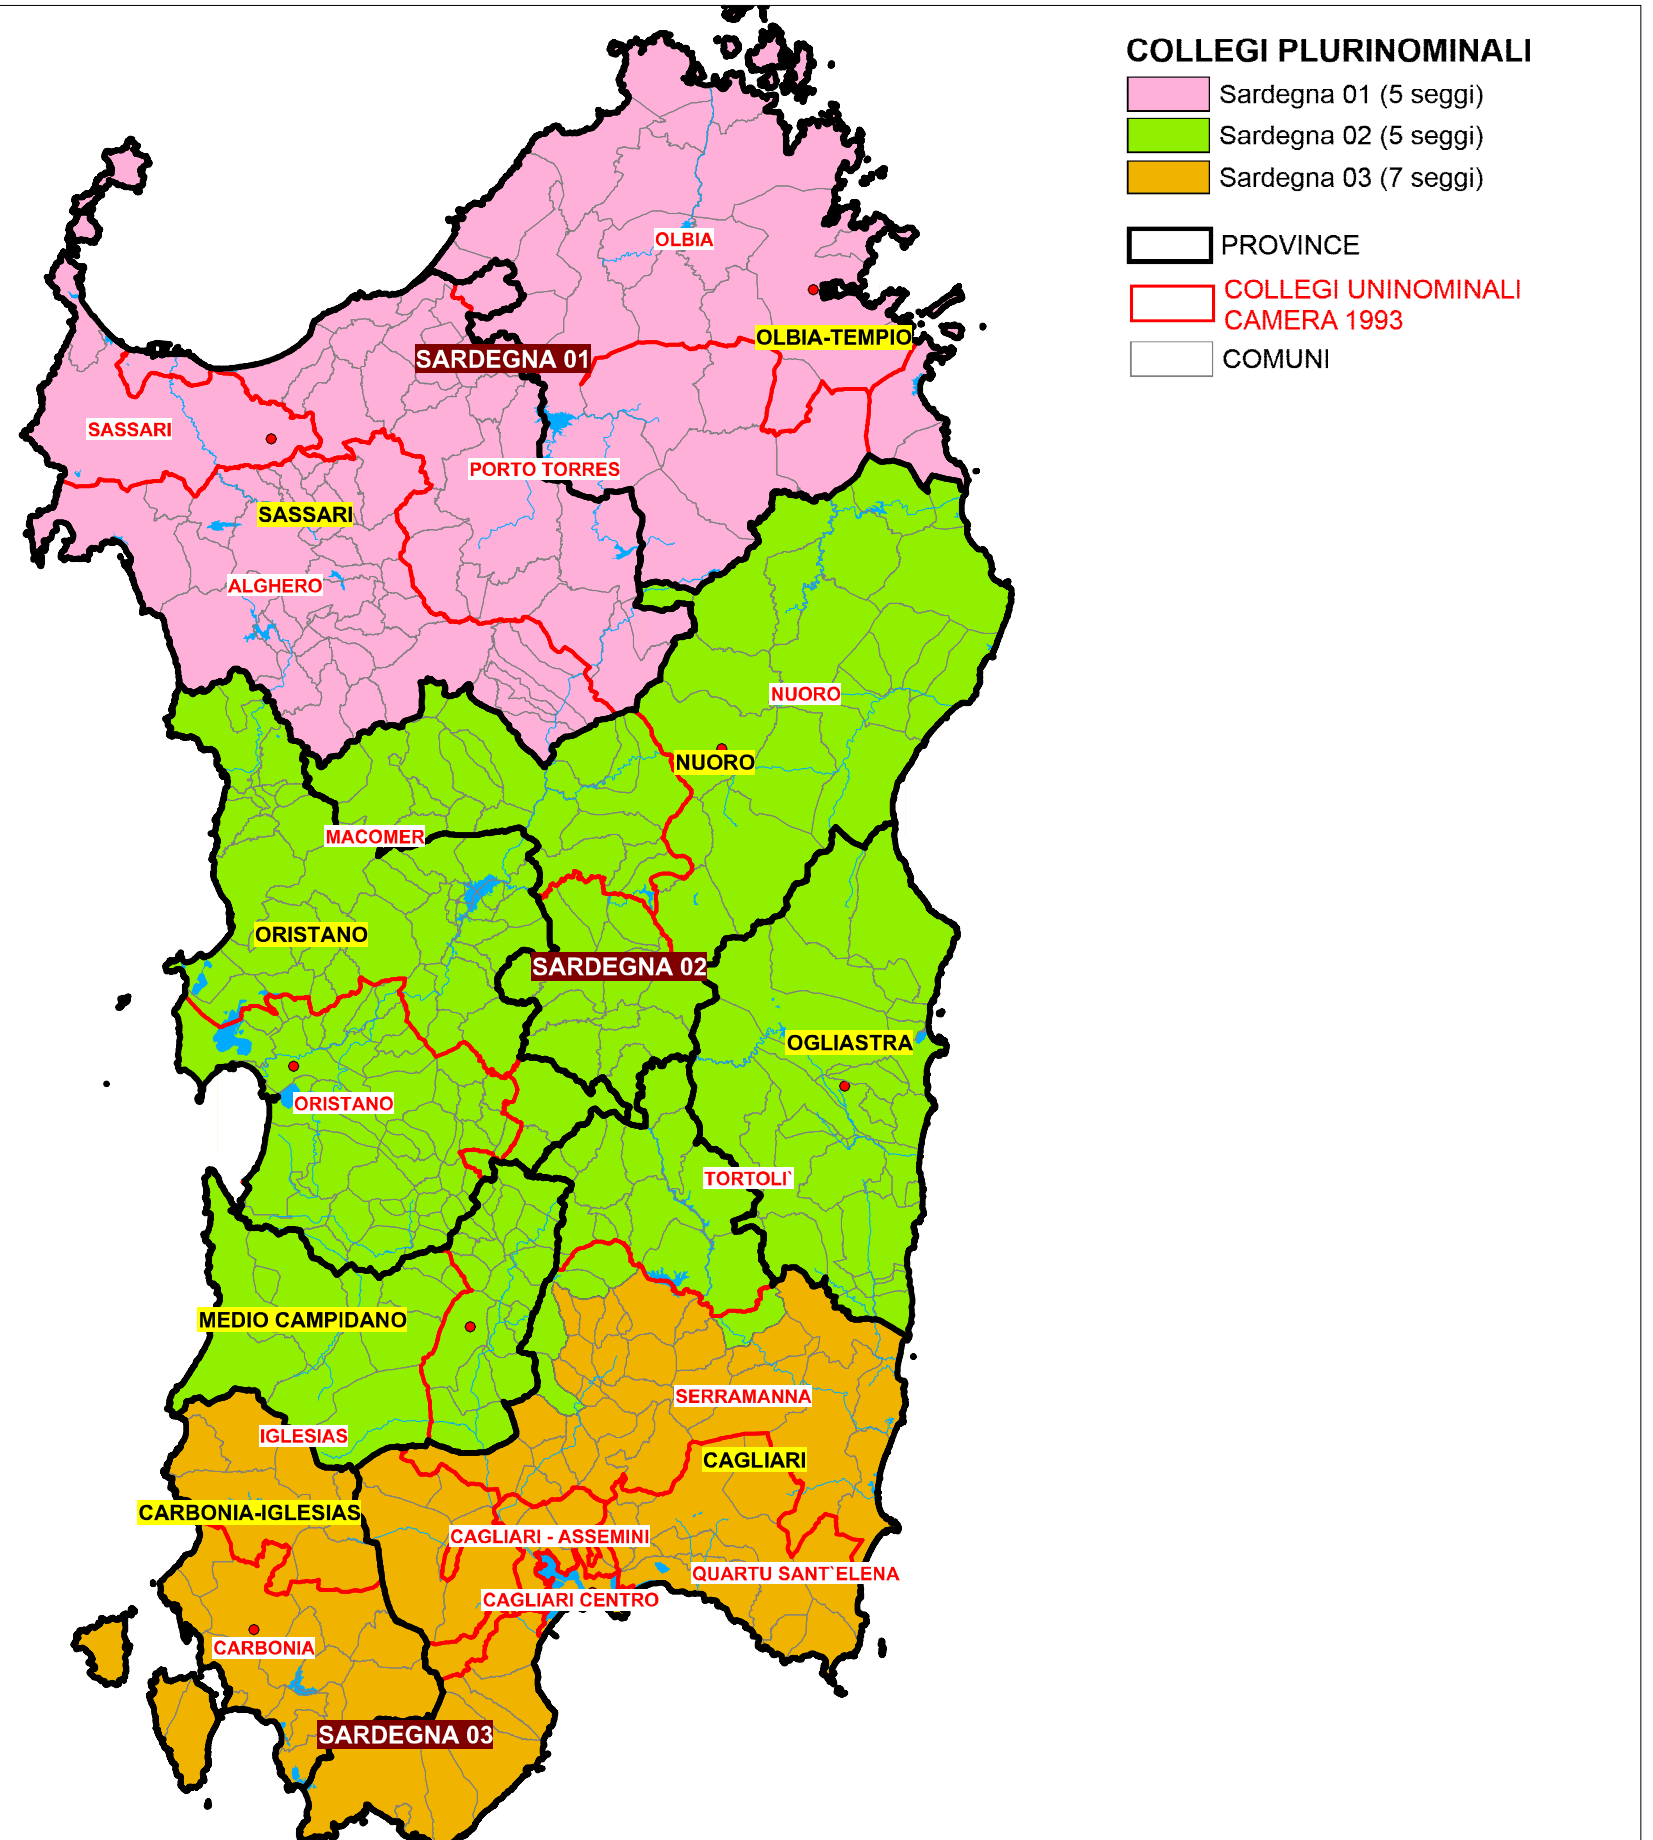 COLLEGI PLURINOMINALI
Sardegna 01 (5 seggi)
Sardegna 02 (5 seggi)
Sardegna 03 (7 seggi)
PROVINCE
COLLEGI UNINOMINALI
CAMERA 1993
COMUNI
OLBIA
OLBIA-TEMPIO
SARDEGNA 01
SASSARI
PORTO TORRES
SASSARI
ALGHERO
NUORO
NUORO
MACOMER
ORISTANO
SARDEGNA 02
OGLIASTRA
ORISTANO
TORTOLI`
MEDIO CAMPIDANO
SERRAMANNA
IGLESIAS
CAGLIARI
CARBONIA-IGLESIAS
CAGLIARI - ASSEMINI
QUARTU SANT`ELENA
CAGLIARI CENTRO
CARBONIA
SARDEGNA 03